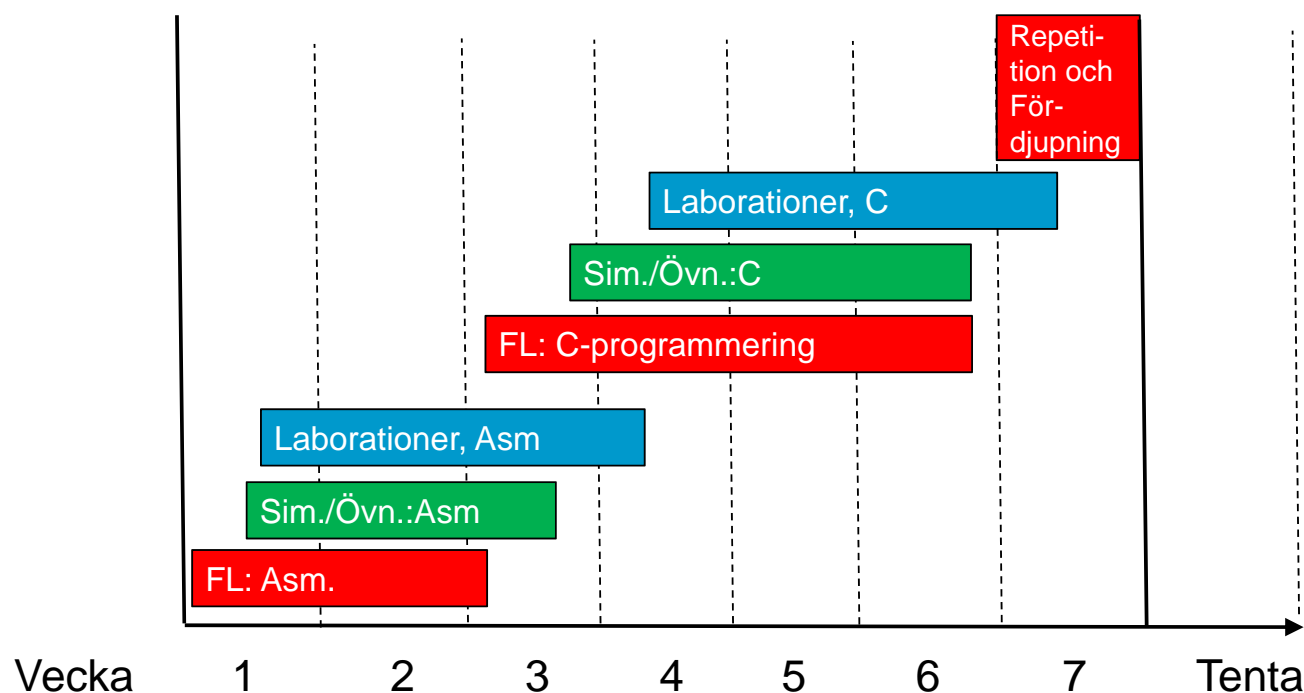 Repeti-
tion och
För-
djupning
Laborationer, C
Sim./Övn.:C
FL: C-programmering
Laborationer, Asm
Sim./Övn.:Asm
FL: Asm.
Vecka 1 2 3 4 5 6 7 Tenta